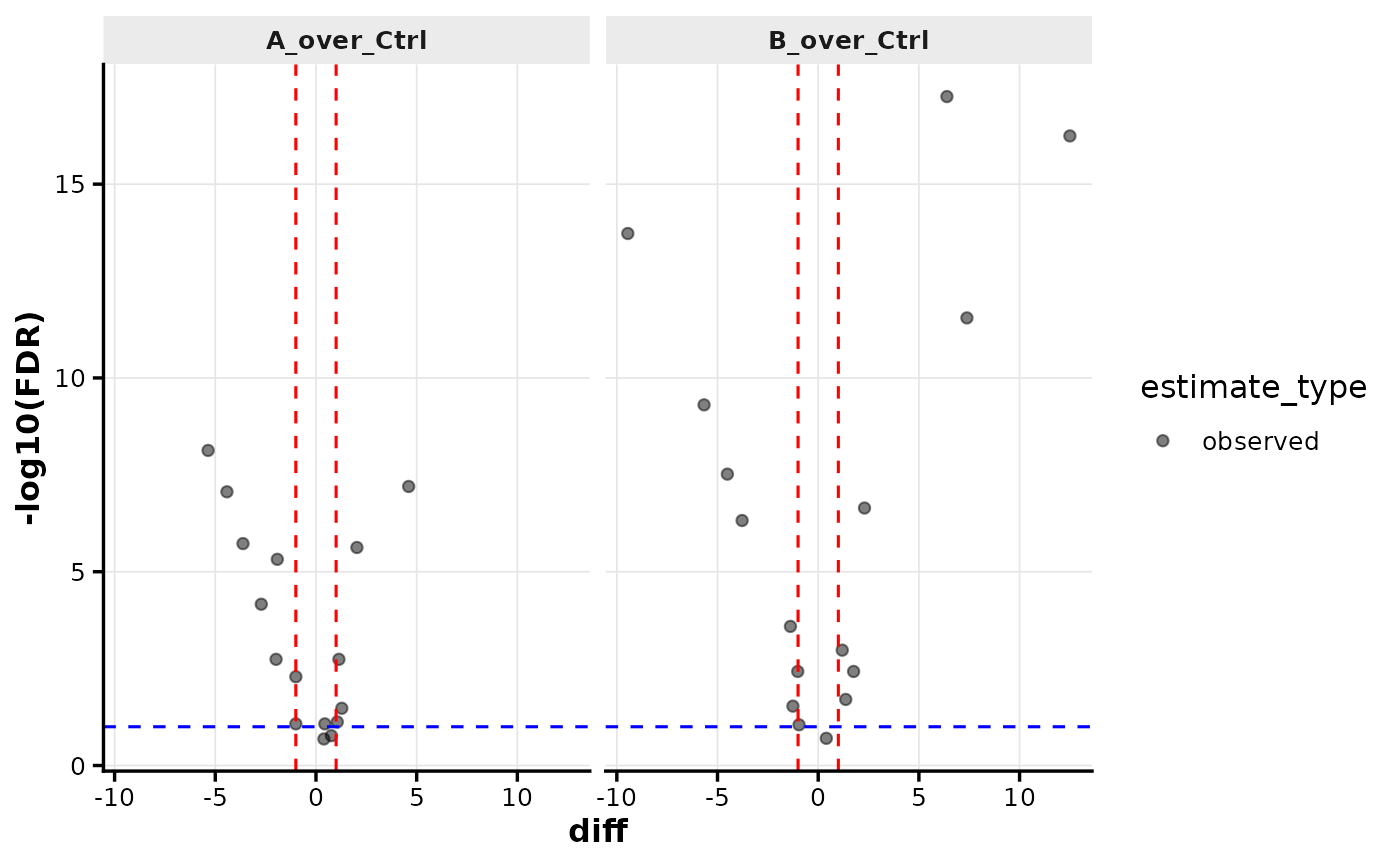 A_over_Ctrl B_over_Ctrl
15
10
5
0
-log10(FDR)
-10 -5 0 5 10 -10 -5 0 5 10
diff
estimate_type
observed